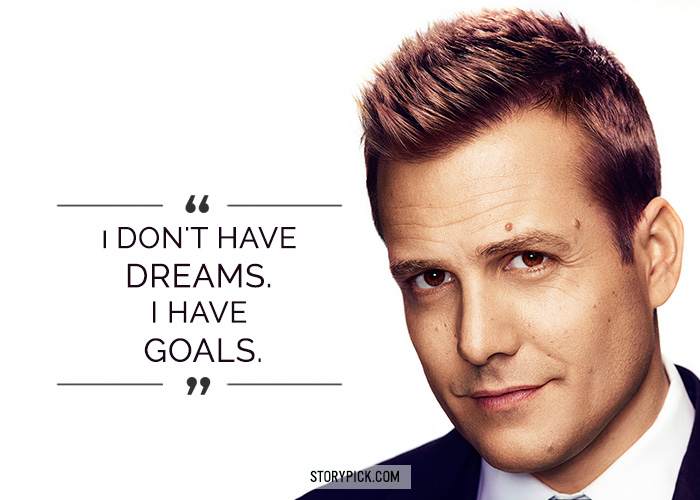 “
I DON'T HAVE
DREAMS.
I HAVE
GOALS.
”
STORYPICK.COM